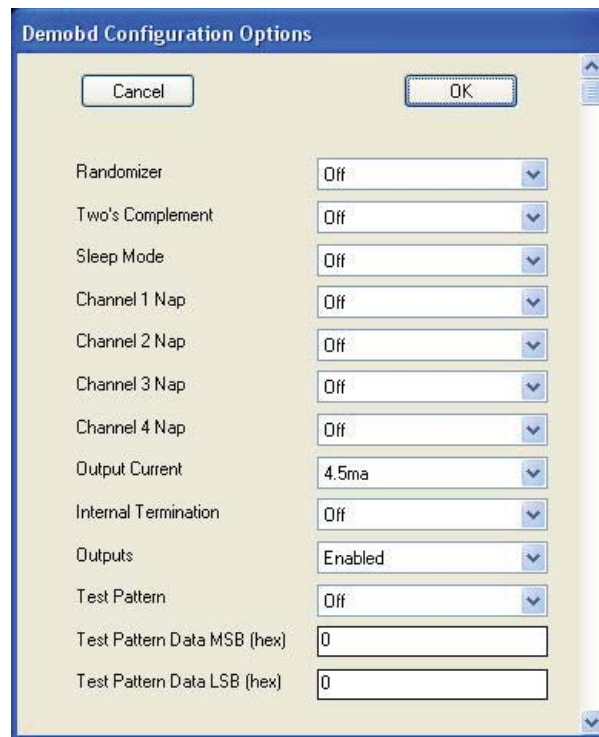 Demobd Configuration Options
Cancel OK
Randomizer Off
Two's Complement Off
Sleep Mode Off
Channel 1 Nap Off
Channel 2 Nap Off
Channel 3 Nap Off
Channel 4 Nap Off
Output Current 4.5ma
Internal Termination Off
Outputs Enabled
Test Pattern Off
Test Pattern Data MSB (hex) 0
Test Pattern Data LSB (hex) 0